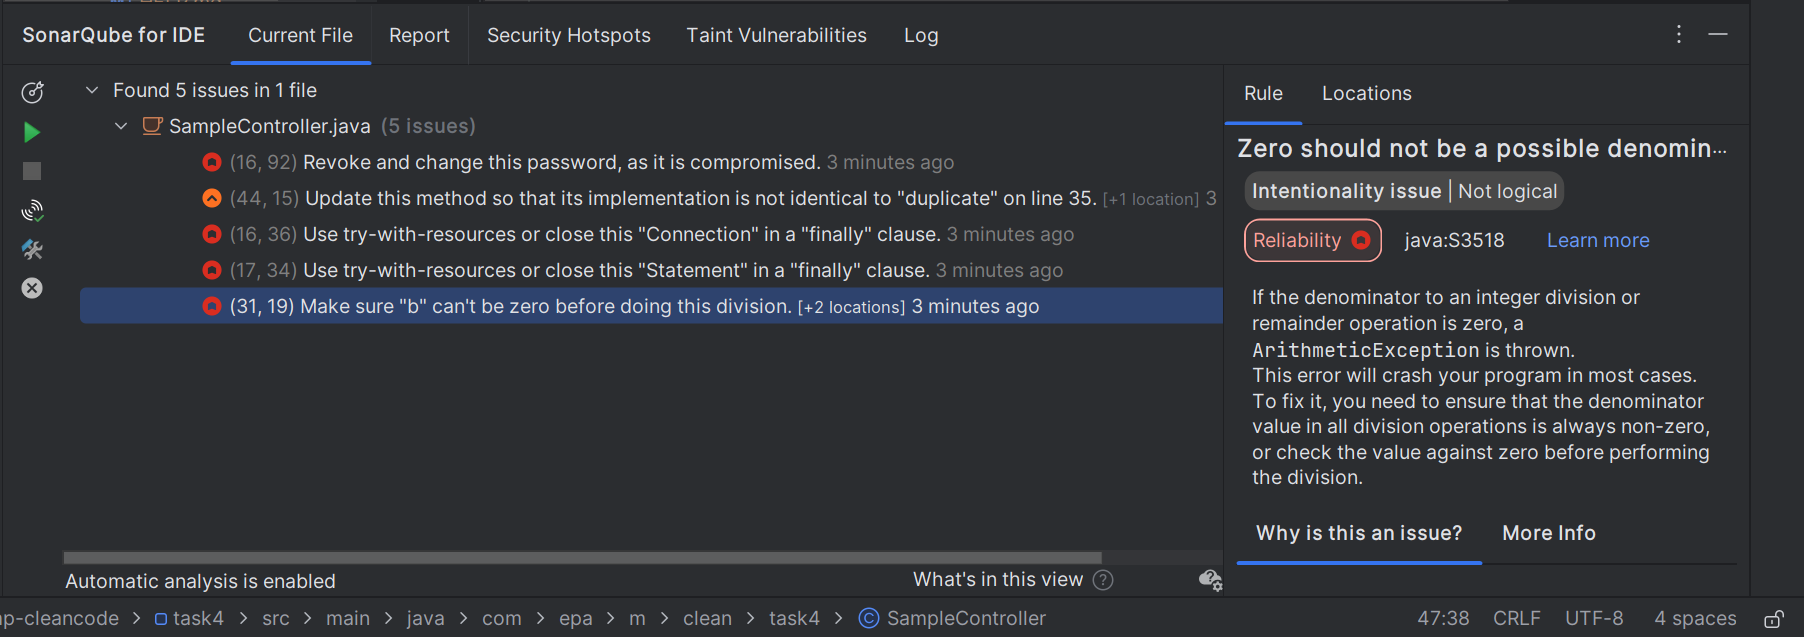 SonarQube for IDE
Current File
Report
Security Hotspots
Taint Vulnerabilities
Log
Found 5 issues in 1 file
SampleController.java (5 issues)
(16, 92) Revoke and change this password, as it is compromised. 3 minutes ago
(44, 15) Update this method so that its implementation is not identical to "duplicate" on line 35. [+1 location] 3
(16, 36) Use try-with-resources or close this "Connection" in a "finally" clause. 3 minutes ago
(17, 34) Use try-with-resources or close this "Statement" in a "finally" clause. 3 minutes ago
(31, 19) Make sure "b" can't be zero before doing this division. [+2 locations] 3 minutes ago
Automatic analysis is enabled
What's in this view
Rule
Locations
Zero should not be a possible denomin...
Intentionality issue | Not logical
Reliability
java:S3518
Learn more
If the denominator to an integer division or
remainder operation is zero, a
ArithmeticException is thrown.
This error will crash your program in most cases.
To fix it, you need to ensure that the denominator
value in all division operations is always non-zero,
or check the value against zero before performing
the division.
Why is this an issue?
More Info
p-cleancode > task4 > src > main > java > com > epa > m > clean > task4 > SampleController
47:38
CRLF
UTF-8
4 spaces